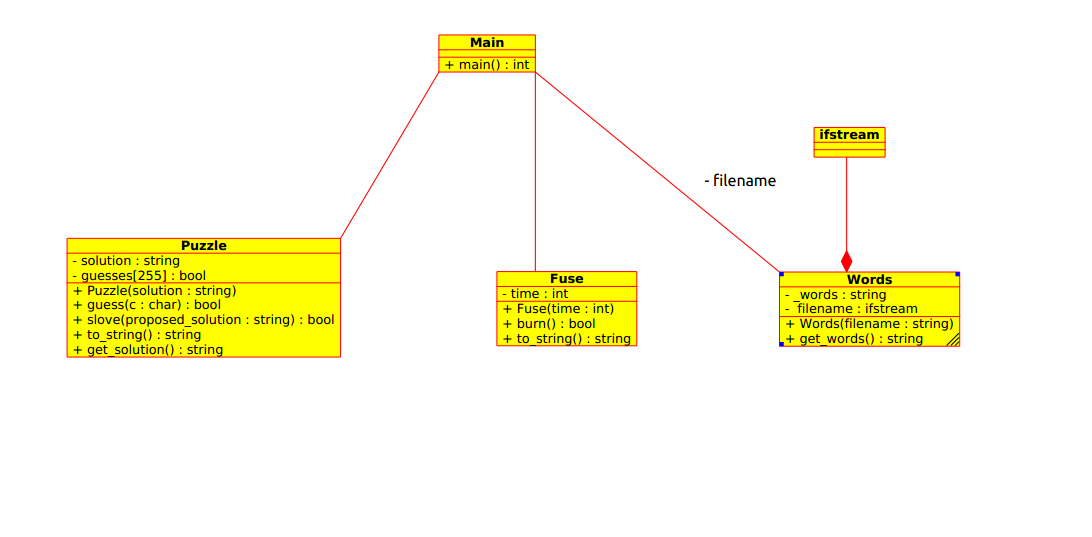 Main
+ main() : int
ifstream
- filename
Puzzle
- solution : string
- guesses[255] : bool
+ Puzzle(solution : string)
+ guess(c : char) : bool
+ slove(proposed_solution : string) : bool
+ to_string() : string
+ get_solution() : string
Fuse
- time : int
+ Fuse(time : int)
+ burn() : bool
+ to_string() : string
Words
- _words : string
- filename : ifstream
+ Words(filename : string)
+ get_words() : string